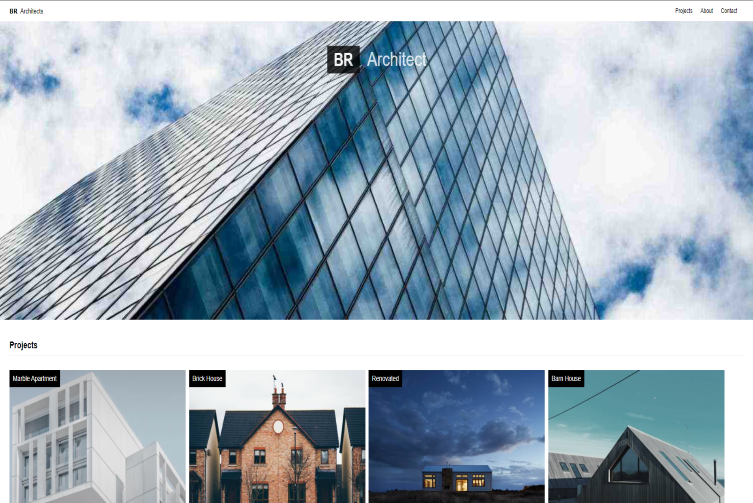 BR Architects
Projects About Contact
BR Architect
Projects
Marble Apartment
Brick House
Renovated
Barn House